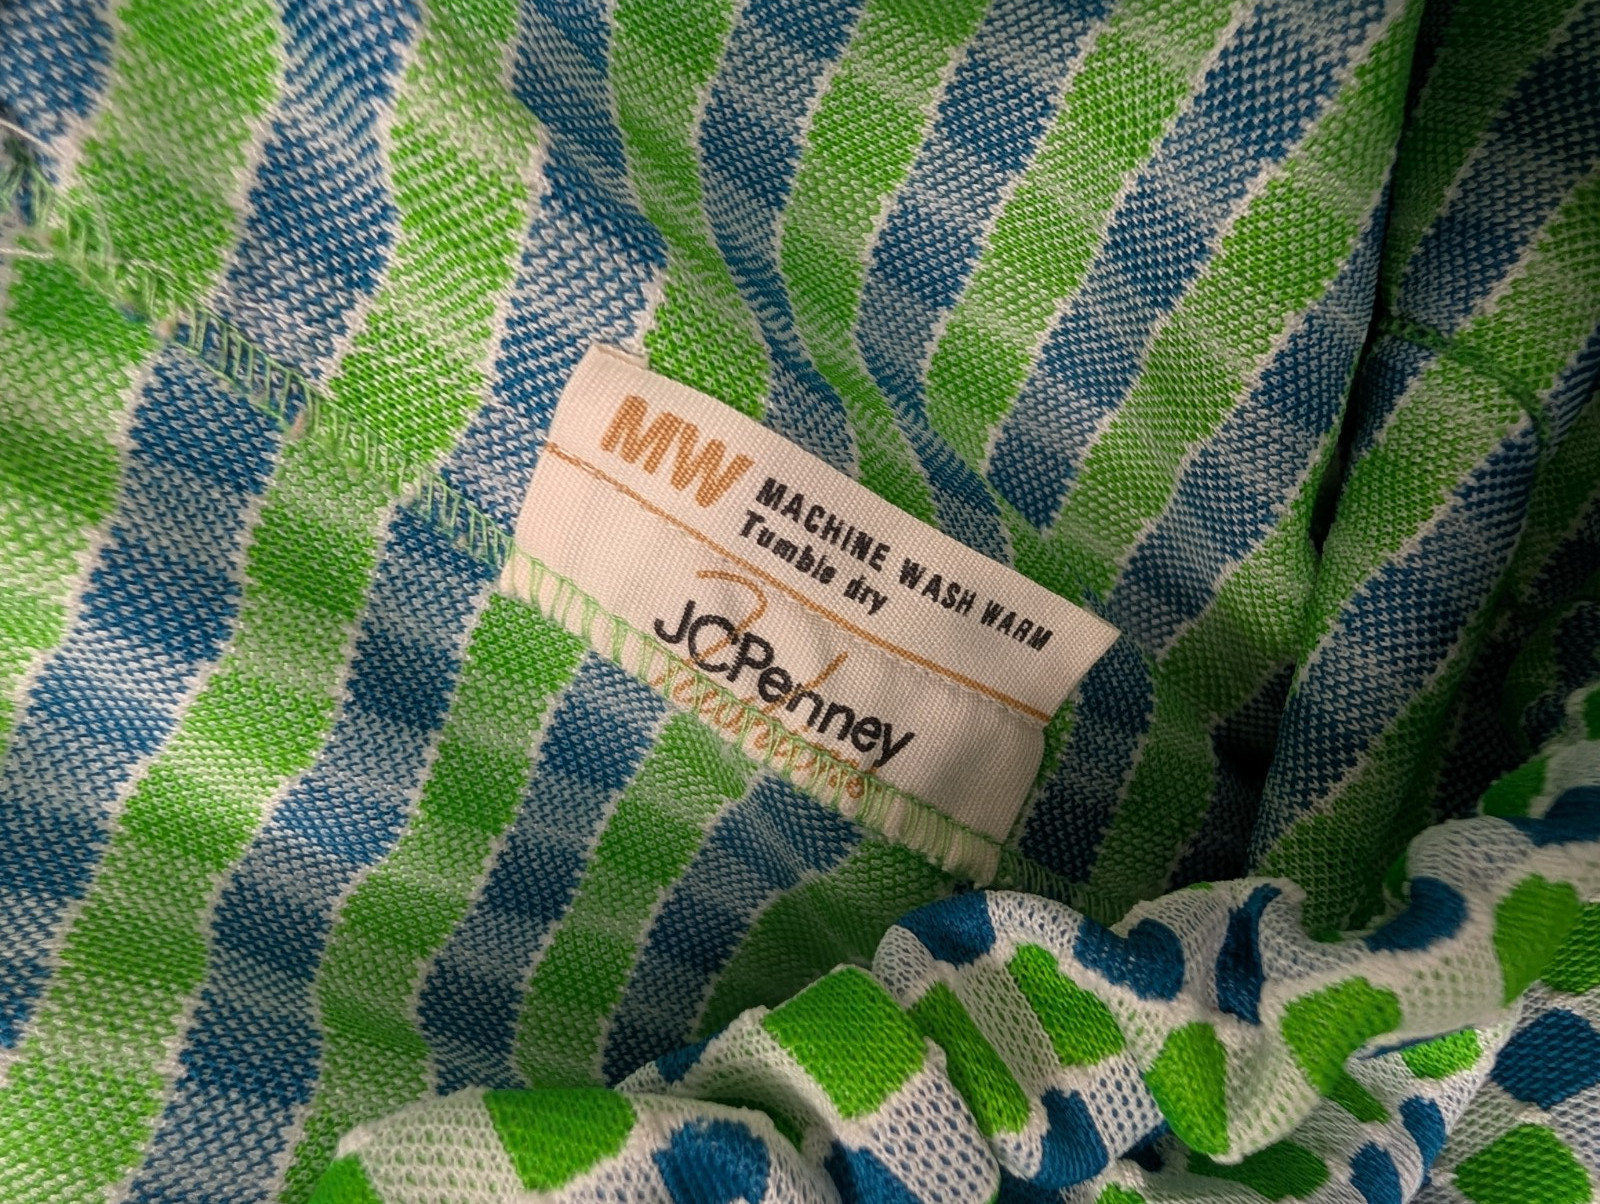 MW MACHINE WASH WARM
Tumble dry
JCPenney